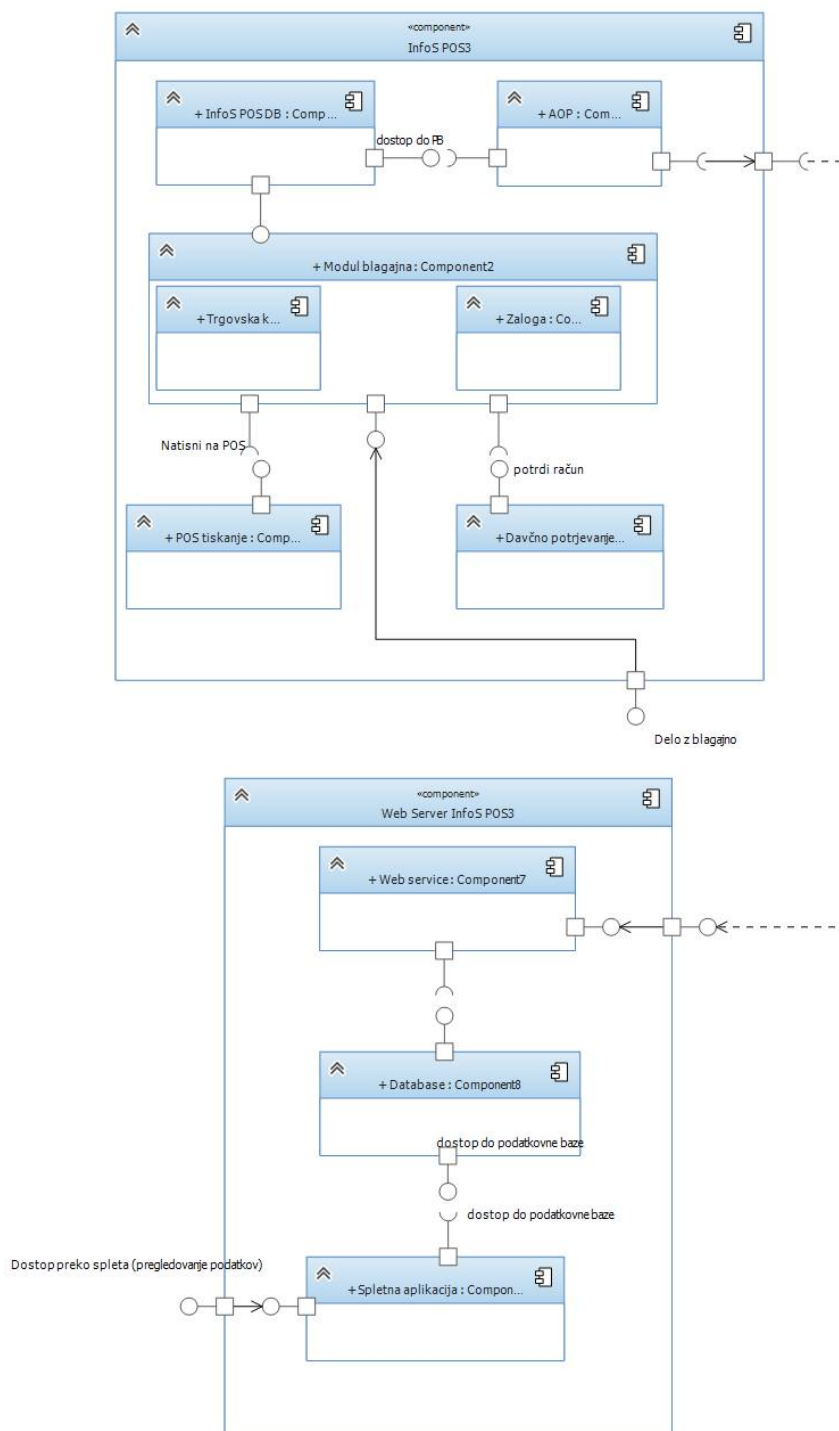 «component»
InfoS POS3
+ InfoS POS DB : Comp...
+ AOP : Com...
dostop do PB
+ Modul blagajna: Component2
+ Trgovska k...
+ Zaloga : Co...
Natisni na POS
potrdi račun
+ POS tiskanje : Comp...
+ Davčno potrjevanje...
Delo z blagajno
«component»
Web Server InfoS POS3
+ Web service: Component7
+ Database : Component8
dostop do podatkovne baze
dostop do podatkovne baze
Dostop preko spleta (pregledovanje podatkov)
+ Spletna aplikacija : Compon...